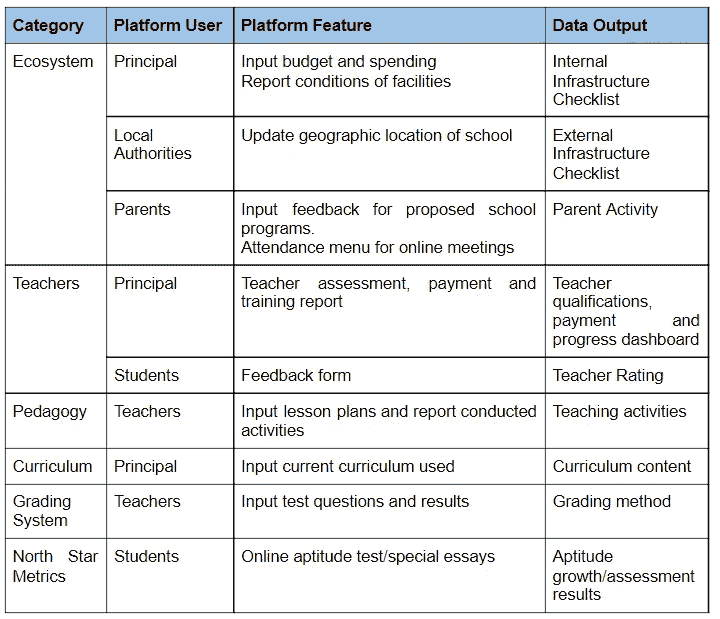 Category Platform User Platform Feature Data Output
Ecosystem Principal Input budget and spending Internal
Report conditions of facilities Infrastructure
Checklist
Local Update geographic location of school External
Authorities Infrastructure
Checklist
Parents Input feedback for proposed school Parent Activity
programs.
Attendance menu for online meetings
Teachers Principal Teacher assessment, payment and Teacher
training report qualifications,
payment and
progress dashboard
Students Feedback form Teacher Rating
Pedagogy Teachers Input lesson plans and report conducted Teaching activities
activities
Curriculum Principal Input current curriculum used Curriculum content
Grading Teachers Input test questions and results Grading method
System
North Star Students Online aptitude test/special essays Aptitude
Metrics growth/assessment
results